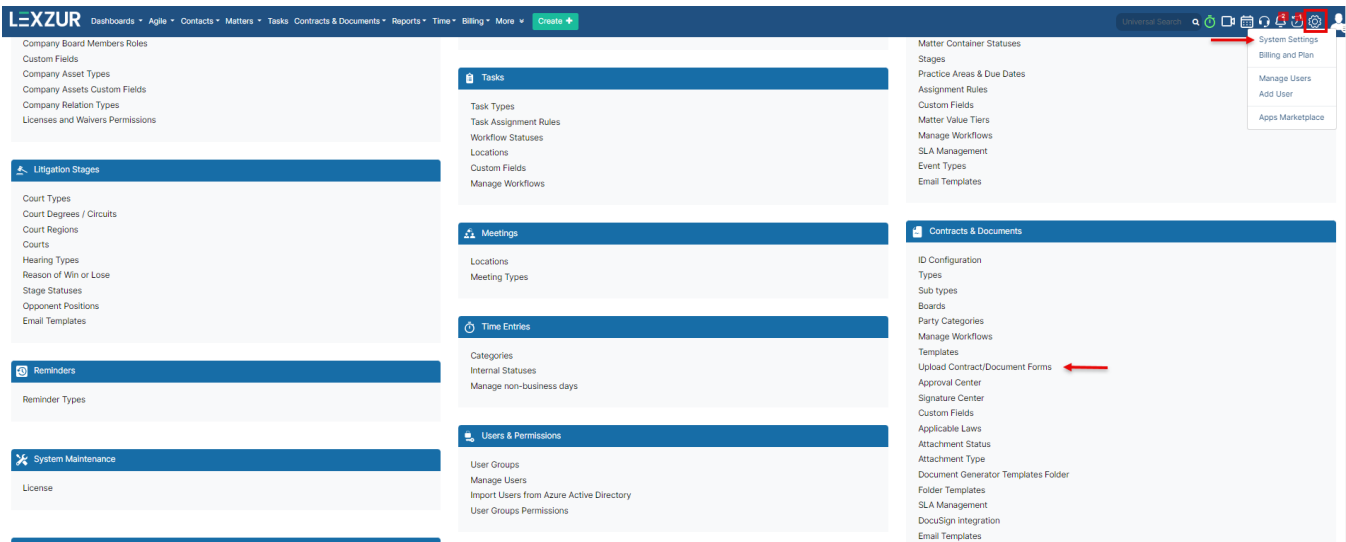 LEXZUR Dashboards Agile Contacts Matters Tasks Contracts & Documents Reports Time Billing More Create + Universal Search
System Settings
Billing and Plan
Manage Users
Add User
Apps Marketplace
Company Board Members Roles
Custom Fields
Company Asset Types
Company Assets Custom Fields
Company Relation Types
Licenses and Waivers Permissions
Litigation Stages
Court Types
Court Degrees / Circuits
Court Regions
Courts
Hearing Types
Reason of Win or Lose
Stage Statuses
Opponent Positions
Email Templates
Reminders
Reminder Types
System Maintenance
License
Tasks
Task Types
Task Assignment Rules
Workflow Statuses
Locations
Custom Fields
Manage Workflows
Meetings
Locations
Meeting Types
Time Entries
Categories
Internal Statuses
Manage non-business days
Users & Permissions
User Groups
Manage Users
Import Users from Azure Active Directory
User Groups Permissions
Matter Container Statuses
Stages
Practice Areas & Due Dates
Assignment Rules
Custom Fields
Matter Value Tiers
Manage Workflows
SLA Management
Event Types
Email Templates
Contracts & Documents
ID Configuration
Types
Sub types
Boards
Party Categories
Manage Workflows
Templates
Upload Contract/Document Forms
Approval Center
Signature Center
Custom Fields
Applicable Laws
Attachment Status
Attachment Type
Document Generator Templates Folder
Folder Templates
SLA Management
DocuSign integration
Email Templates